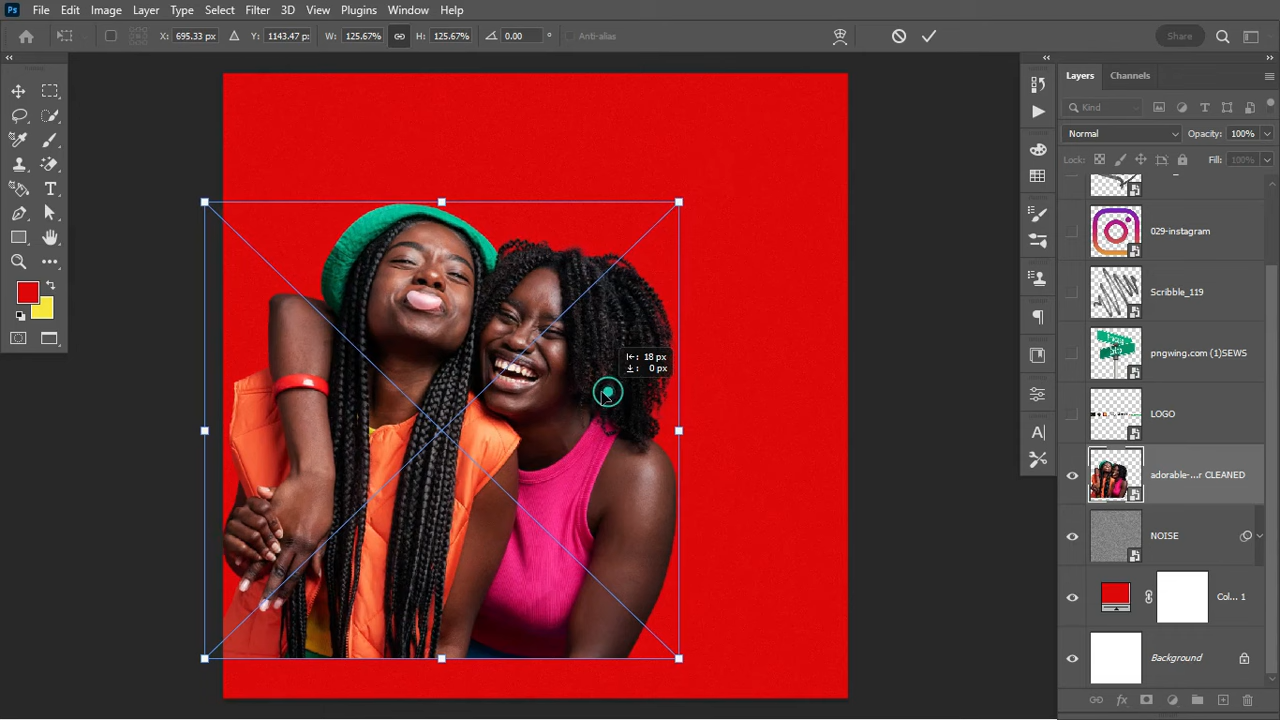 Ps File Edit Image Layer Type Select Filter 3D View Plugins Window Help
X: 695.33 px Y: 1143.47 p: W: 125.67% H: 125.67% 0.00 ° Anti-alias Share
Layers Channels
Kind
Normal Opacity: 100%
Lock: Fill: 100%
029-instagram
Scribble_119
pngwing.com (1)SEWS
LOGO
adorable-...r CLEANED
NOISE
Col... 1
Background
18 px
0 px